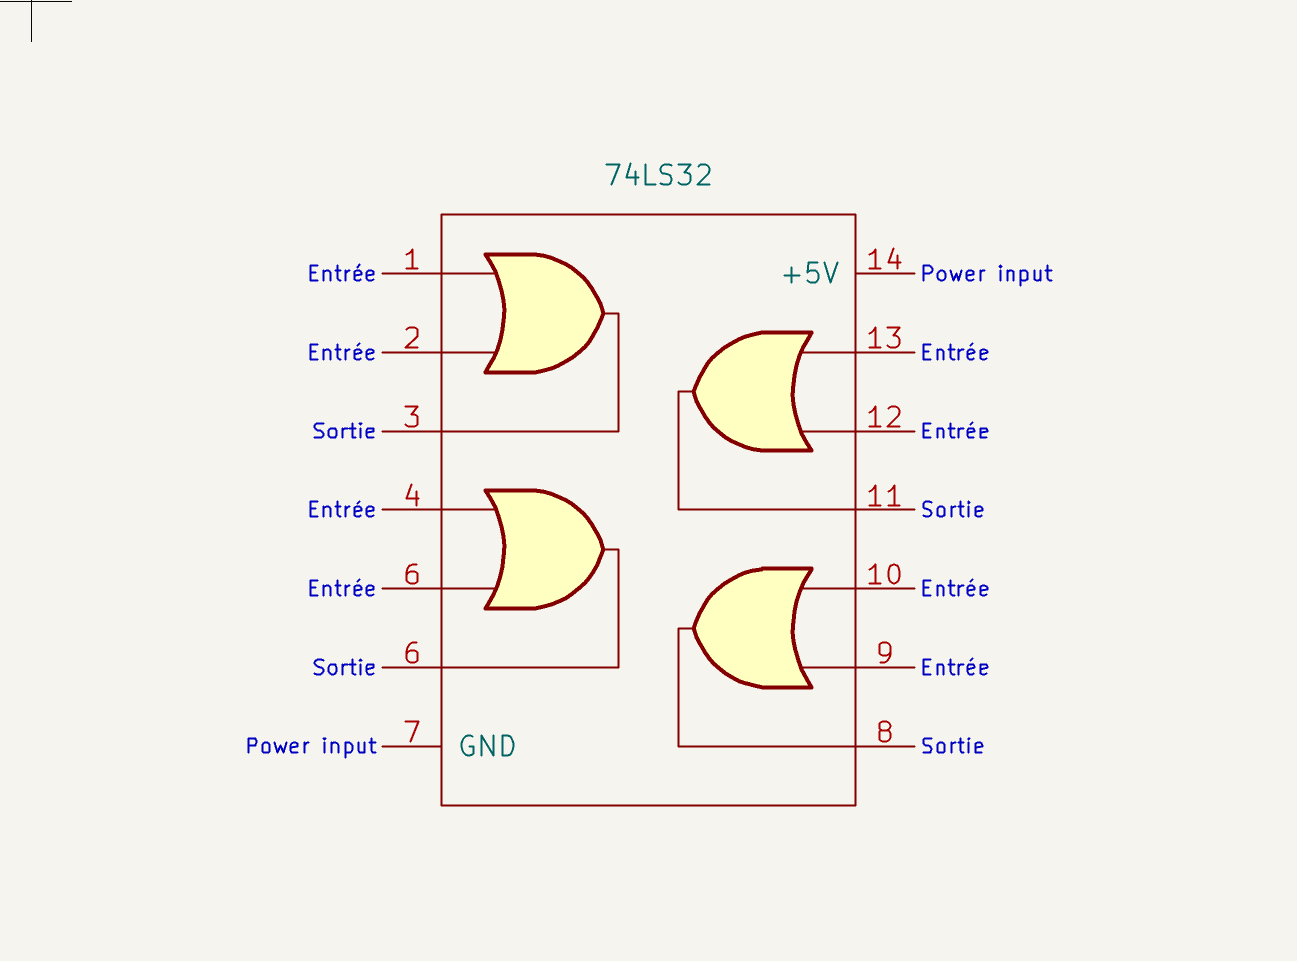 74LS32
Entrée 1
+5V 14 Power input
Entrée 2
13 Entrée
Sortie 3
12 Entrée
Entrée 4
11 Sortie
Entrée 6
10 Entrée
Sortie 6
9 Entrée
Power input 7 GND
8 Sortie